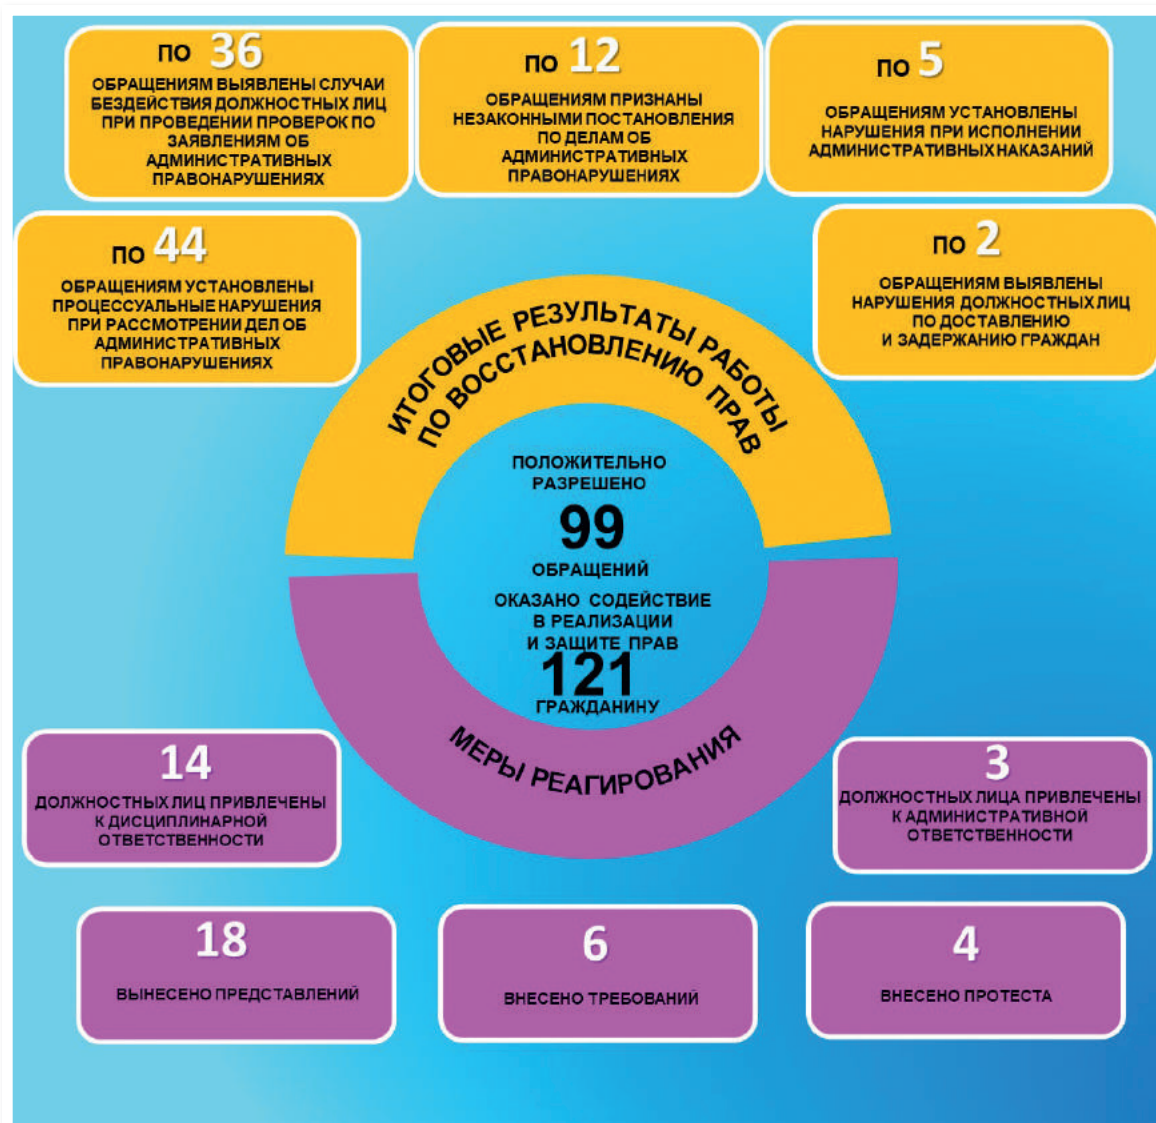 ПО 36
ОБРАЩЕНИЯМ ВЫЯВЛЕНЫ СЛУЧАИ
БЕЗДЕЙСТВИЯ ДОЛЖНОСТНЫХ ЛИЦ
ПРИ ПРОВЕДЕНИИ ПРОВЕРОК ПО
ЗАЯВЛЕНИЯМ ОБ
АДМИНИСТРАТИВНЫХ
ПРАВОНАРУШЕНИЯХ
ПО 12
ОБРАЩЕНИЯМ ПРИЗНАНЫ
НЕЗАКОННЫМИ ПОСТАНОВЛЕНИЯ
ПО ДЕЛАМ ОБ
АДМИНИСТРАТИВНЫХ
ПРАВОНАРУШЕНИЯХ
ПО 5
ОБРАЩЕНИЯМ УСТАНОВЛЕНЫ
НАРУШЕНИЯ ПРИ ИСПОЛНЕНИИ
АДМИНИСТРАТИВНЫХ НАКАЗАНИЙ
ПО 44
ОБРАЩЕНИЯМ УСТАНОВЛЕНЫ
ПРОЦЕССУАЛЬНЫЕ НАРУШЕНИЯ
ПРИ РАССМОТРЕНИИ ДЕЛ ОБ
АДМИНИСТРАТИВНЫХ
ПРАВОНАРУШЕНИЯХ
ПО 2
ОБРАЩЕНИЯМ ВЫЯВЛЕНЫ
НАРУШЕНИЯ ДОЛЖНОСТНЫХ ЛИЦ
ПО ДОСТАВЛЕНИЮ
И ЗАДЕРЖАНИЮ ГРАЖДАН
ИТОГОВЫЕ РЕЗУЛЬТАТЫ РАБОТЫ
ПО ВОССТАНОВЛЕНИЮ ПРАВ
ПОЛОЖИТЕЛЬНО
РАЗРЕШЕНО
99
ОБРАЩЕНИЙ
ОКАЗАНО СОДЕЙСТВИЕ
В РЕАЛИЗАЦИИ
И ЗАЩИТЕ ПРАВ
121
ГРАЖДАНИНУ
МЕРЫ РЕАГИРОВАНИЯ
14
ДОЛЖНОСТНЫХ ЛИЦ ПРИВЛЕЧЕНЫ
К ДИСЦИПЛИНАРНОЙ
ОТВЕТСТВЕННОСТИ
3
ДОЛЖНОСТНЫХ ЛИЦА ПРИВЛЕЧЕНЫ
К АДМИНИСТРАТИВНОЙ
ОТВЕТСТВЕННОСТИ
18
ВЫНЕСЕНО ПРЕДСТАВЛЕНИЙ
6
ВНЕСЕНО ТРЕБОВАНИЙ
4
ВНЕСЕНО ПРОТЕСТА